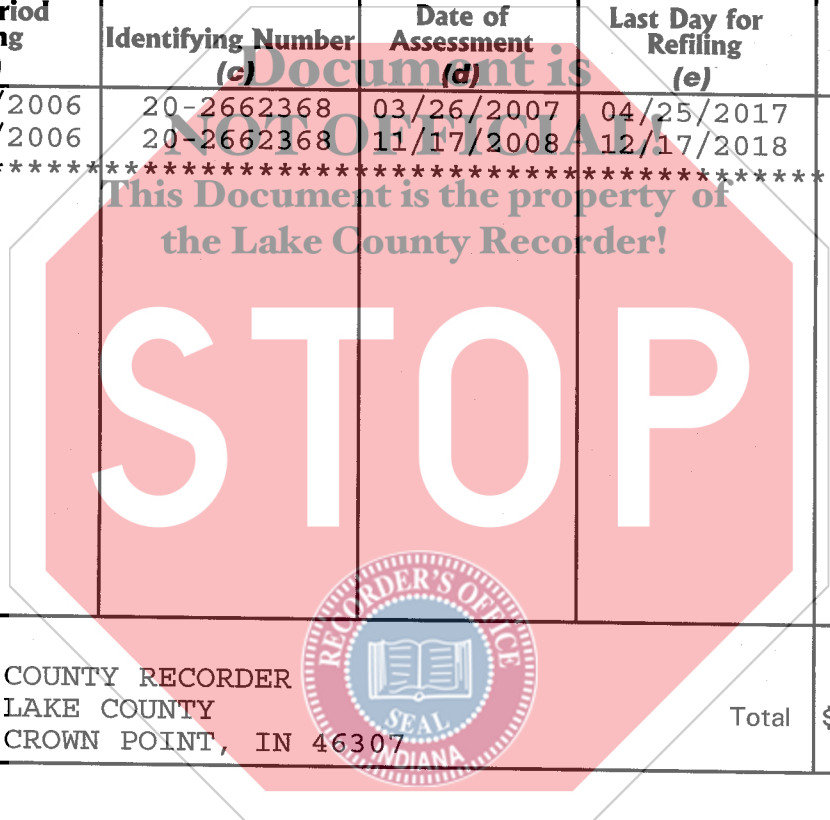 riod
ng
Identifying Number
(c)
Date of
Assessment
(d)
Last Day for
Refiling
(e)
/2006 20-2662368 03/26/2007 04/25/2017
/2006 20-2662368 11/17/2008 12/17/2018
Document is
NOT OFFICIAL!
This Document is the property of
the Lake County Recorder!
STOP
RECORDER'S OFFICE
SEAL
INDIANA
COUNTY RECORDER
LAKE COUNTY
CROWN POINT, IN 46307
Total $